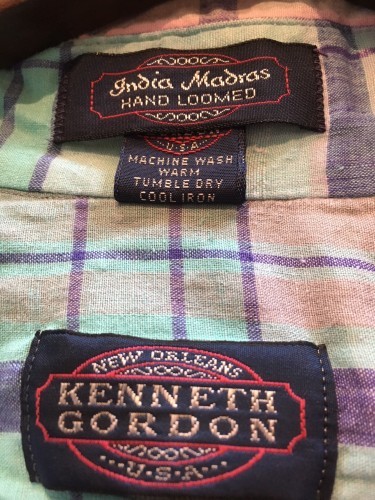 India Madras
HAND LOOMED
U·S·A
MACHINE WASH
WARM
TUMBLE DRY
COOL IRON
NEW ORLEANS
KENNETH
GORDON
U·S·A